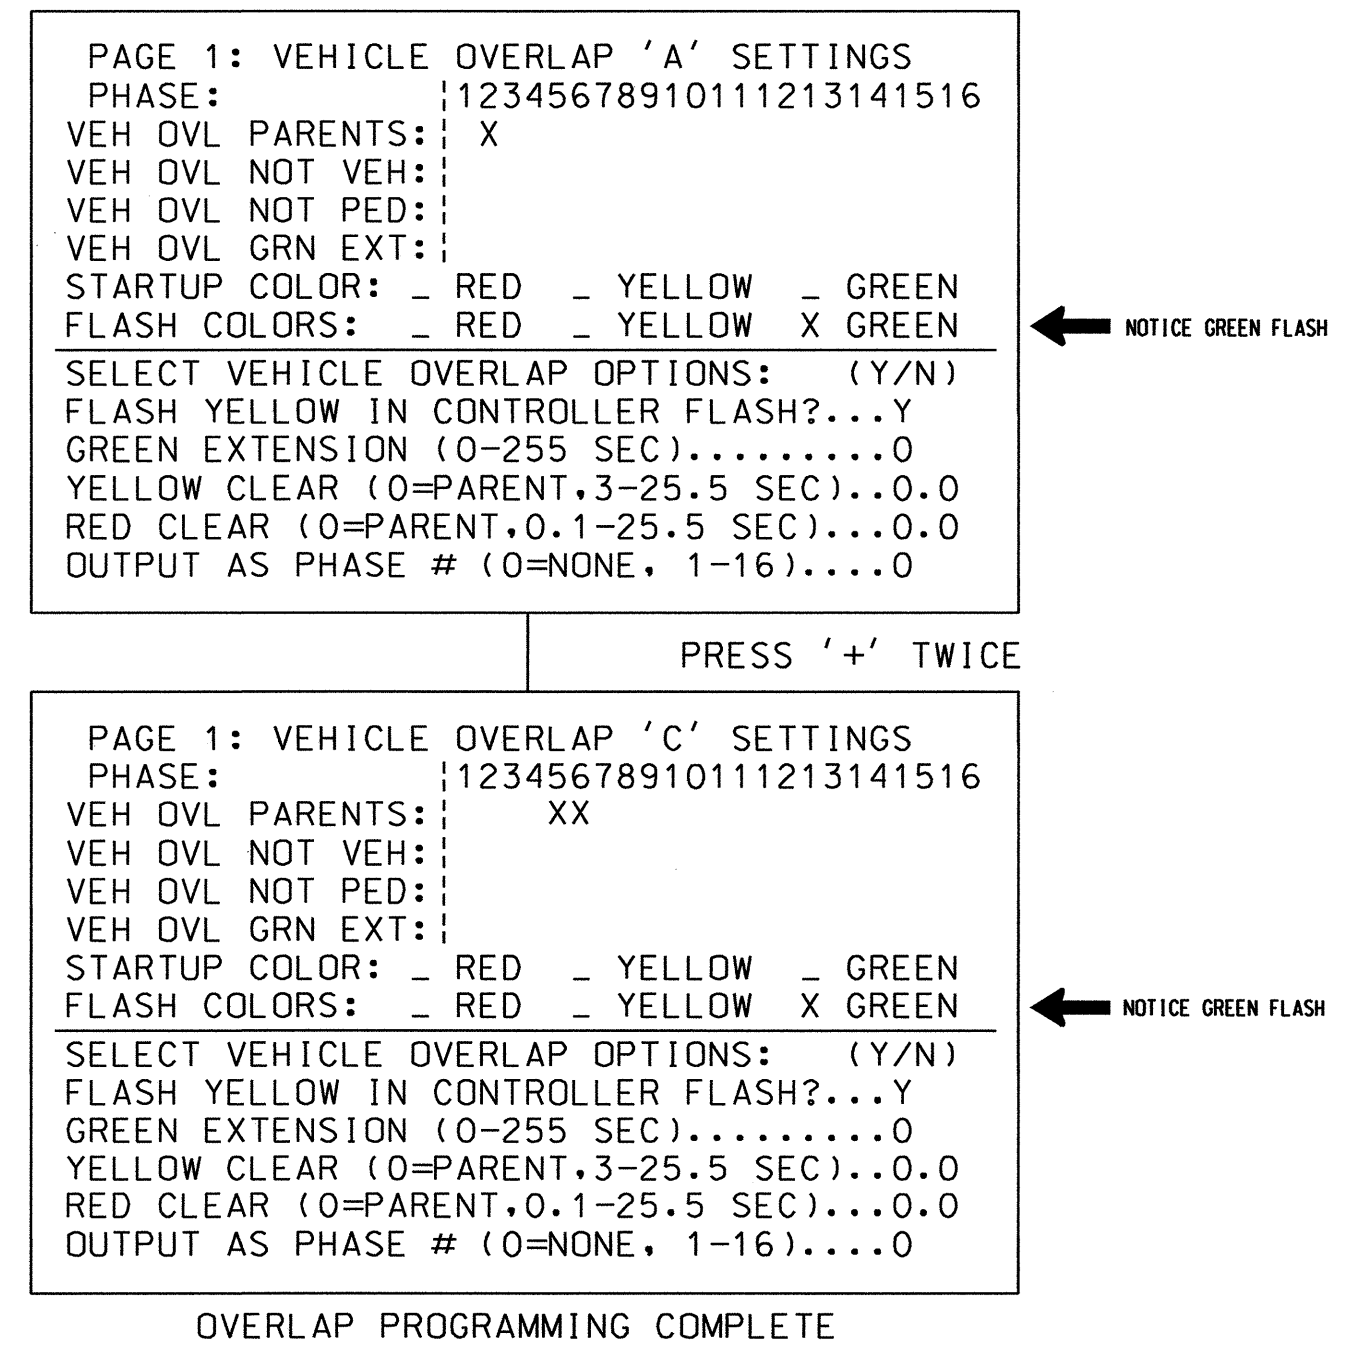 PAGE 1: VEHICLE OVERLAP 'A' SETTINGS
PHASE: ¦12345678910111213141516
VEH OVL PARENTS:¦ X
VEH OVL NOT VEH:¦
VEH OVL NOT PED:¦
VEH OVL GRN EXT:¦
STARTUP COLOR: _ RED _ YELLOW _ GREEN
FLASH COLORS: _ RED _ YELLOW X GREEN
NOTICE GREEN FLASH
SELECT VEHICLE OVERLAP OPTIONS: (Y/N)
FLASH YELLOW IN CONTROLLER FLASH?...Y
GREEN EXTENSION (0-255 SEC).........0
YELLOW CLEAR (0=PARENT,3-25.5 SEC)..0.0
RED CLEAR (0=PARENT,0.1-25.5 SEC)...0.0
OUTPUT AS PHASE # (0=NONE, 1-16)....0
PRESS '+' TWICE
PAGE 1: VEHICLE OVERLAP 'C' SETTINGS
PHASE: ¦12345678910111213141516
VEH OVL PARENTS:¦ XX
VEH OVL NOT VEH:¦
VEH OVL NOT PED:¦
VEH OVL GRN EXT:¦
STARTUP COLOR: _ RED _ YELLOW _ GREEN
FLASH COLORS: _ RED _ YELLOW X GREEN
NOTICE GREEN FLASH
SELECT VEHICLE OVERLAP OPTIONS: (Y/N)
FLASH YELLOW IN CONTROLLER FLASH?...Y
GREEN EXTENSION (0-255 SEC).........0
YELLOW CLEAR (0=PARENT,3-25.5 SEC)..0.0
RED CLEAR (0=PARENT,0.1-25.5 SEC)...0.0
OUTPUT AS PHASE # (0=NONE, 1-16)....0
OVERLAP PROGRAMMING COMPLETE